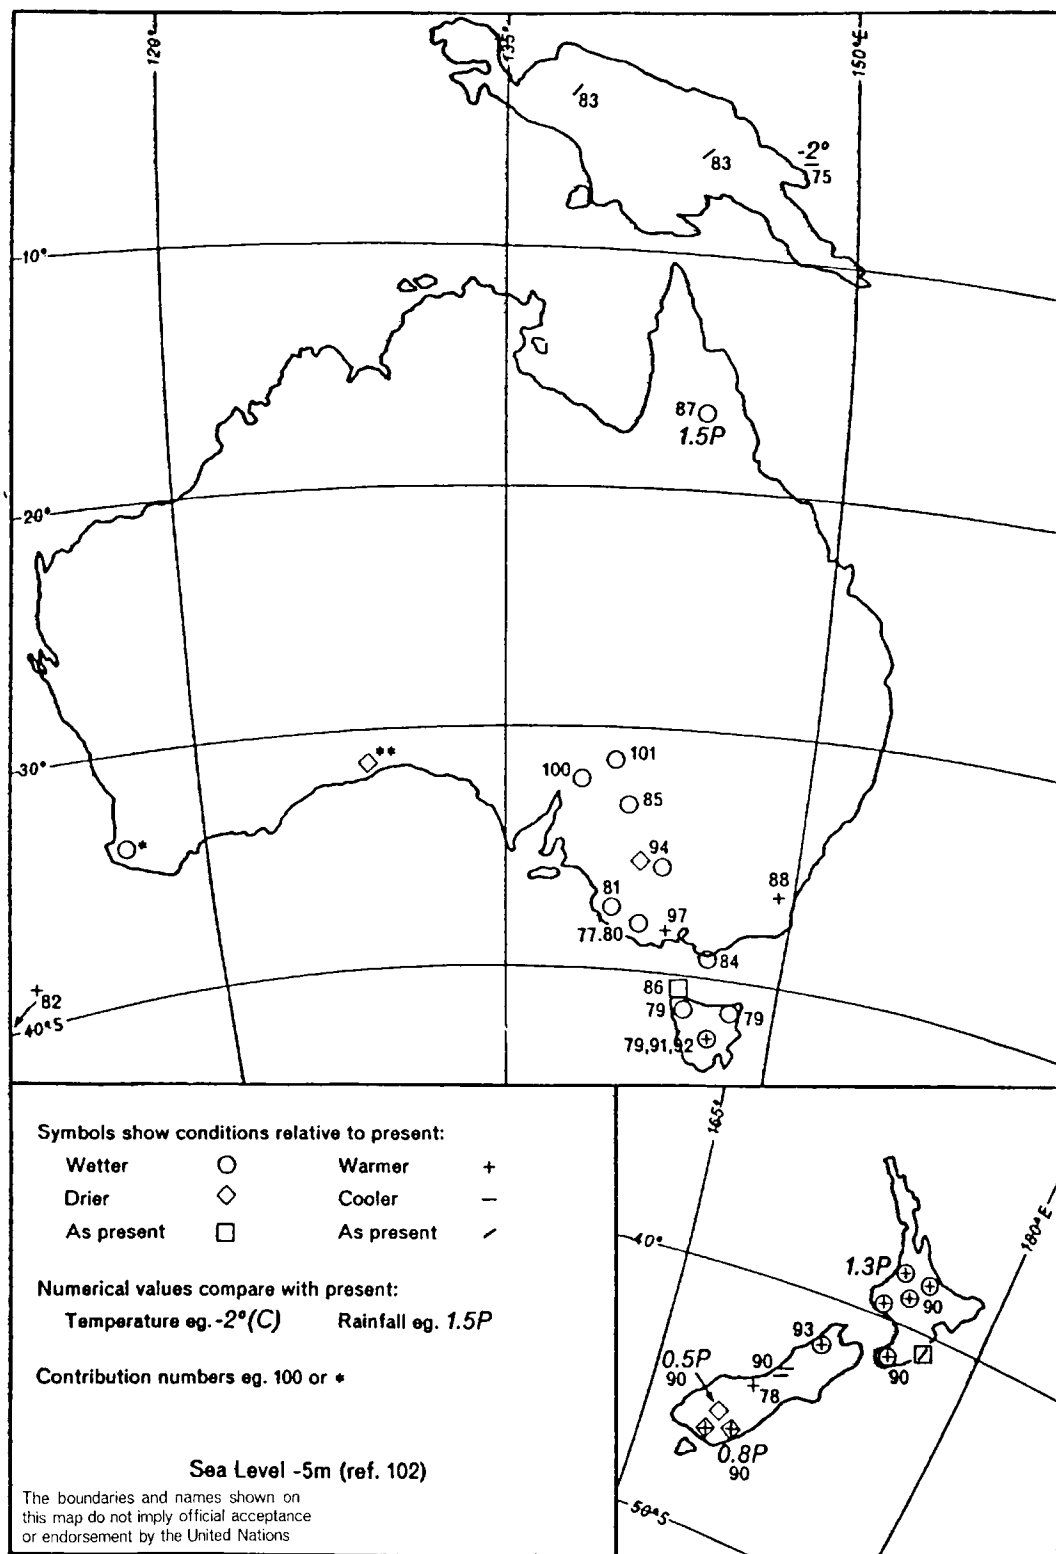 120°
135°
150°E
83
83
-2°
75
10°
87
1.5P
20°
**
101
100
30°
85
*
94
81
88
97
77.80
84
86
82
79
79
40°S
79,91,92
Symbols show conditions relative to present:
Wetter Warmer +
Drier Cooler –
As present As present /
Numerical values compare with present:
Temperature eg. -2°(C) Rainfall eg. 1.5P
Contribution numbers eg. 100 or *
Sea Level -5m (ref. 102)
The boundaries and names shown on
this map do not imply official acceptance
or endorsement by the United Nations
165°
180°E
40°
1.3P
90
93
0.5P
90
90
90
78
0.8P
90
50°S